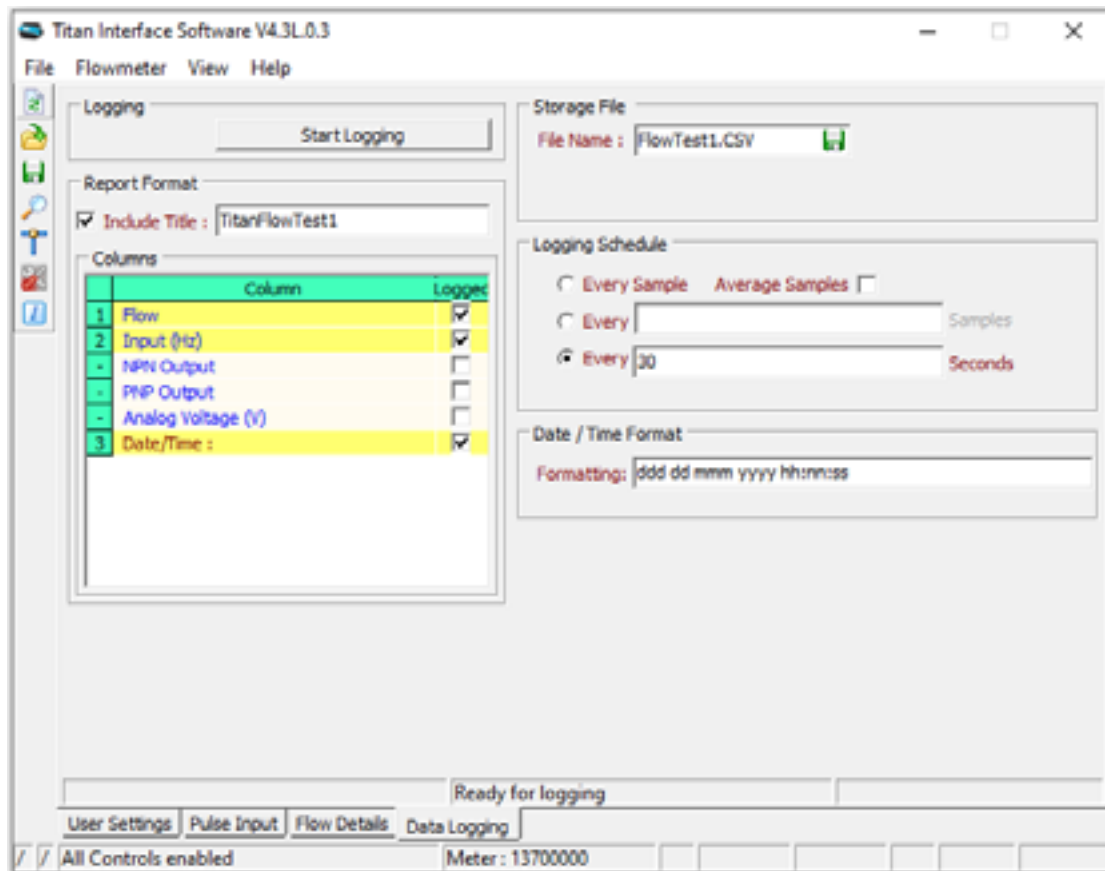 Titan Interface Software V4.3L.0.3
File Flowmeter View Help
Logging
Start Logging
Report Format
Include Title : TitanFlowTest1
Columns
Column Logged
1 Flow
2 Input (Hz)
- NPN Output
- PNP Output
- Analog Voltage (V)
3 Date/Time :
Storage File
File Name : FlowTest1.CSV
Logging Schedule
Every Sample Average Samples
Every Samples
Every 30 Seconds
Date / Time Format
Formatting: ddd dd mmm yyyy hh:nn:ss
Ready for logging
User Settings Pulse Input Flow Details Data Logging
/ / All Controls enabled Meter : 13700000